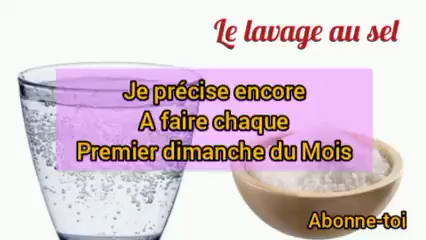 Le lavage au sel
Je précise encore
A faire chaque
Premier dimanche du Mois
Abonne-toi